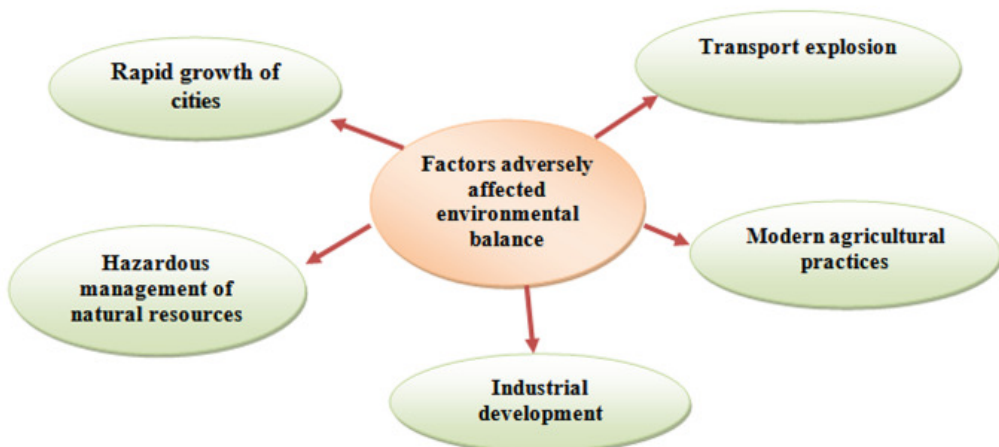 Transport explosion
Rapid growth of
cities
Factors adversely
affected
environmental
balance
Modern agricultural
practices
Hazardous
management of
natural resources
Industrial
development